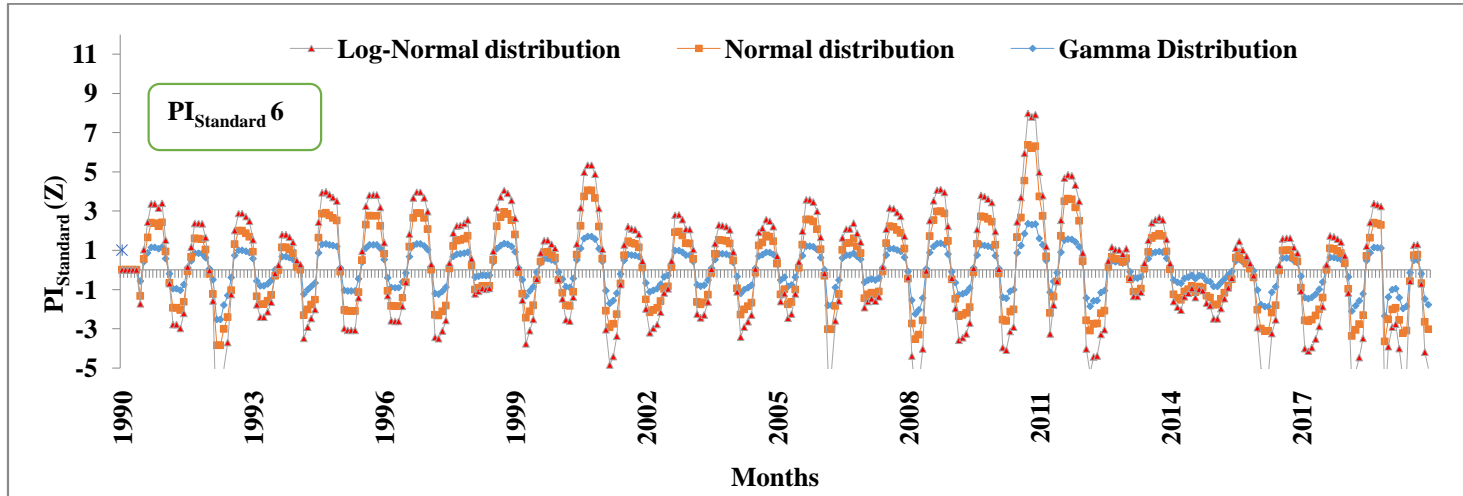 Log-Normal distribution Normal distribution Gamma Distribution
PIStandard 6
PIStandard (Z)
11
9
7
5
3
1
-1
-3
-5
1990 1993 1996 1999 2002 2005 2008 2011 2014 2017
Months